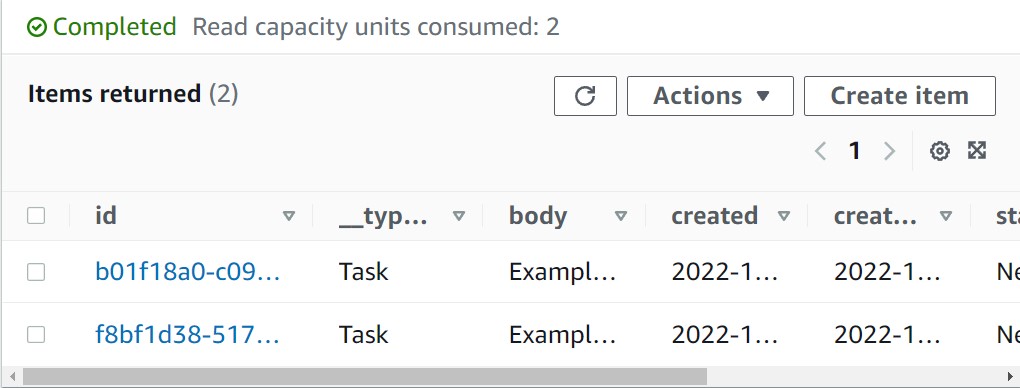 Completed Read capacity units consumed: 2
Items returned (2) Actions Create item
1
id __typ... body created creat... sta
b01f18a0-c09... Task Exampl... 2022-1... 2022-1... Ne
f8bf1d38-517... Task Exampl... 2022-1... 2022-1... Ne